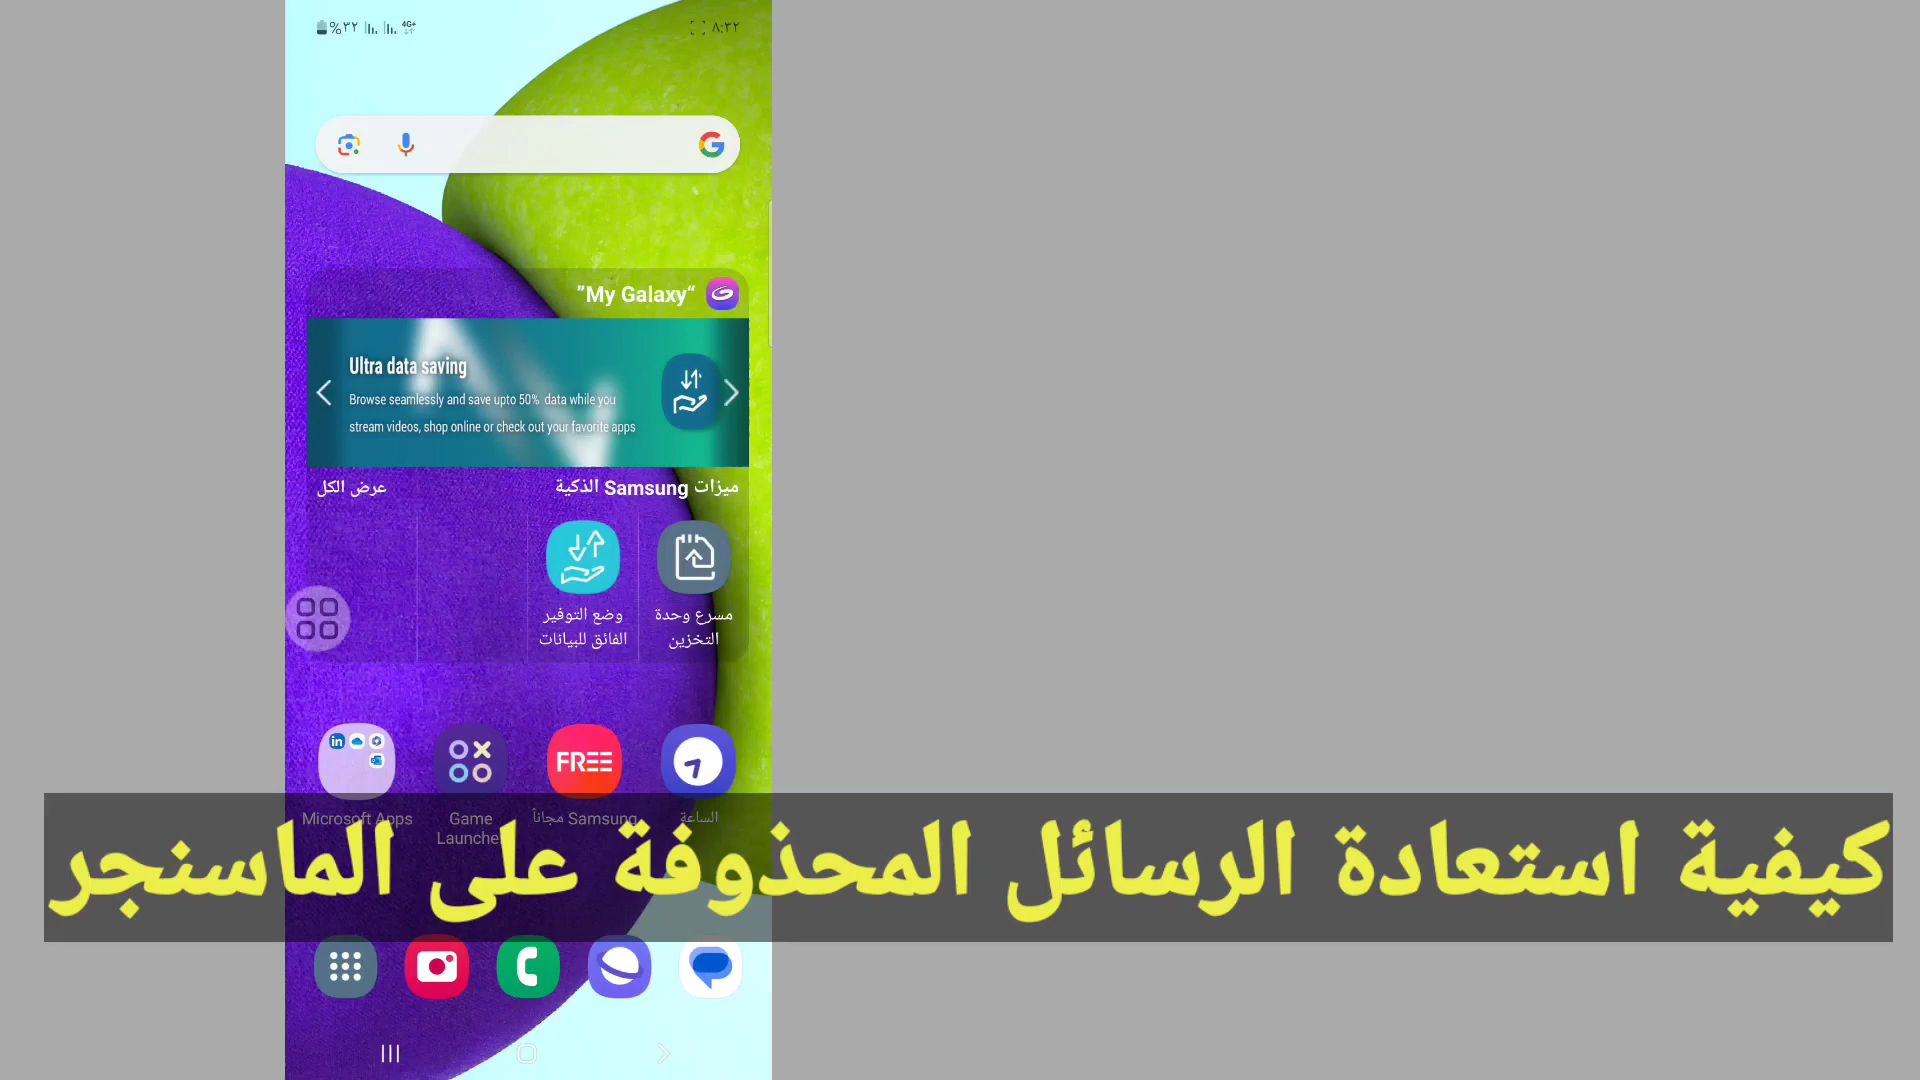 %٣٢ 4G+ ٨:٣٢
“My Galaxy”
Ultra data saving
Browse seamlessly and save upto 50% data while you
stream videos, shop online or check out your favorite apps
ميزات Samsung الذكية
عرض الكل
مسرع وحدة
التخزين
وضع التوفير
الفائق للبيانات
FREE
in
الساعة
Samsung مجاناً
Game
Launcher
Microsoft Apps
كيفية استعادة الرسائل المحذوفة على الماسنجر